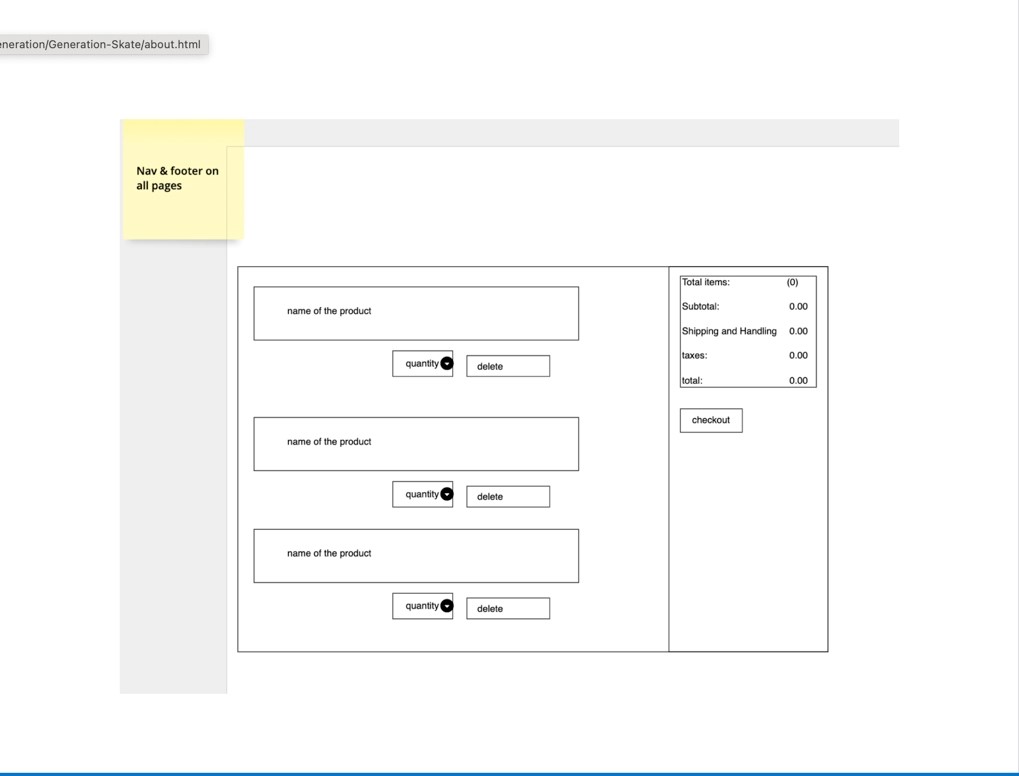 eneration/Generation-Skate/about.html
Nav & footer on
all pages
name of the product
quantity
delete
name of the product
quantity
delete
name of the product
quantity
delete
Total items: (0)
Subtotal: 0.00
Shipping and Handling 0.00
taxes: 0.00
total: 0.00
checkout